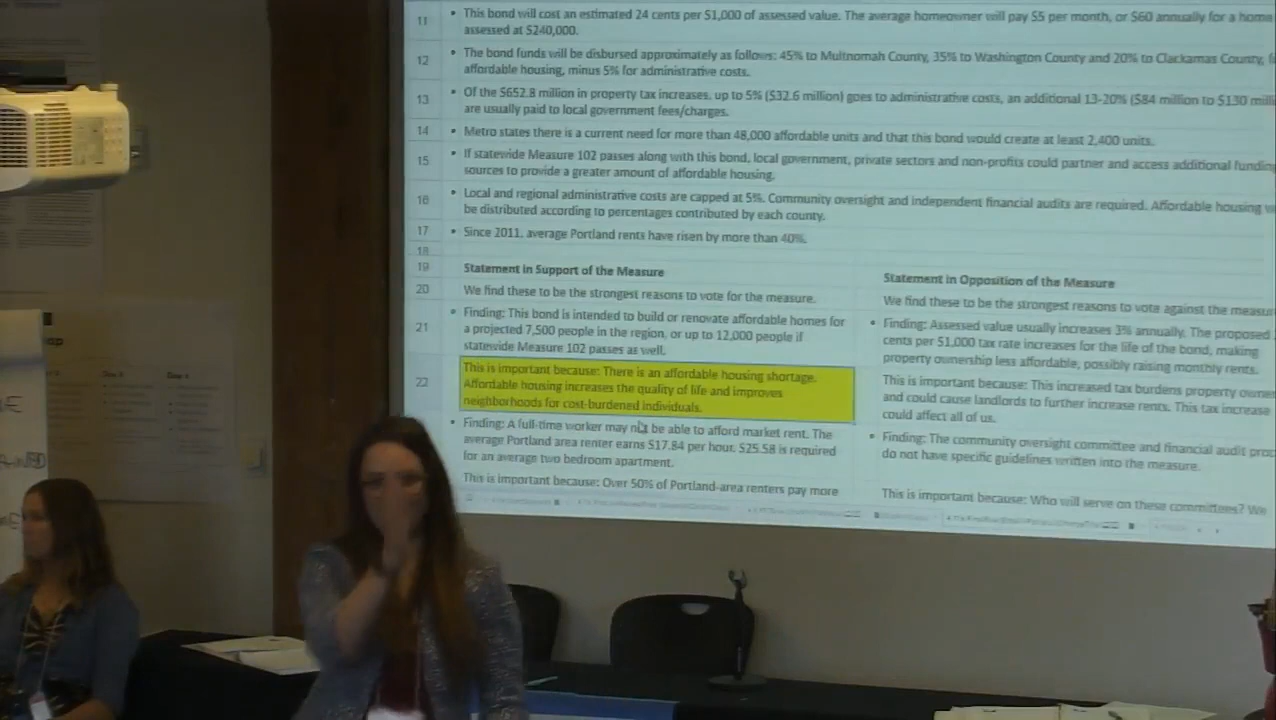 11 • This bond will cost an estimated 24 cents per $1,000 of assessed value. The average homeowner will pay $5 per month, or $60 annually for a home
assessed at $240,000.
12 • The bond funds will be disbursed approximately as follows: 45% to Multnomah County, 35% to Washington County and 20% to Clackamas County,
affordable housing, minus 5% for administrative costs.
13 • Of the $652.8 million in property tax increases, up to 5% ($32.6 million) goes to administrative costs, an additional 13-20% ($84 million to $130
are usually paid to local government fees/charges.
14 • Metro states there is a current need for more than 48,000 affordable units and that this bond would create at least 2,400 units.
15 • If statewide Measure 102 passes along with this bond, local government, private sectors and non-profits could partner and access additional funding
sources to provide a greater amount of affordable housing.
16 • Local and regional administrative costs are capped at 5%. Community oversight and independent financial audits are required. Affordable housing
be distributed according to percentages contributed by each county.
17 • Since 2011, average Portland rents have risen by more than 40%.
18
19 Statement in Support of the Measure
20 We find these to be the strongest reasons to vote for the measure.
21 • Finding: This bond is intended to build or renovate affordable homes for
a projected 7,500 people in the region, or up to 12,000 people if
statewide Measure 102 passes as well.
22 This is important because: There is an affordable housing shortage.
Affordable housing increases the quality of life and improves
neighborhoods for cost-burdened individuals.
• Finding: A full-time worker may not be able to afford market rent. The
average Portland area renter earns $17.84 per hour. $25.58 is required
for an average two bedroom apartment.
This is important because: Over 50% of Portland-area renters pay more
Statement in Opposition of the Measure
We find these to be the strongest reasons to vote against the
• Finding: Assessed value usually increases 3% annually. The proposed
cents per $1,000 tax rate increases for the life of the bond, making
property ownership less affordable, possibly raising monthly rents.
This is important because: This increased tax burdens property
and could cause landlords to further increase rents. This tax increase
could affect all of us.
• Finding: The community oversight committee and financial audit
do not have specific guidelines written into the measure.
This is important because: Who will serve on these committees? We